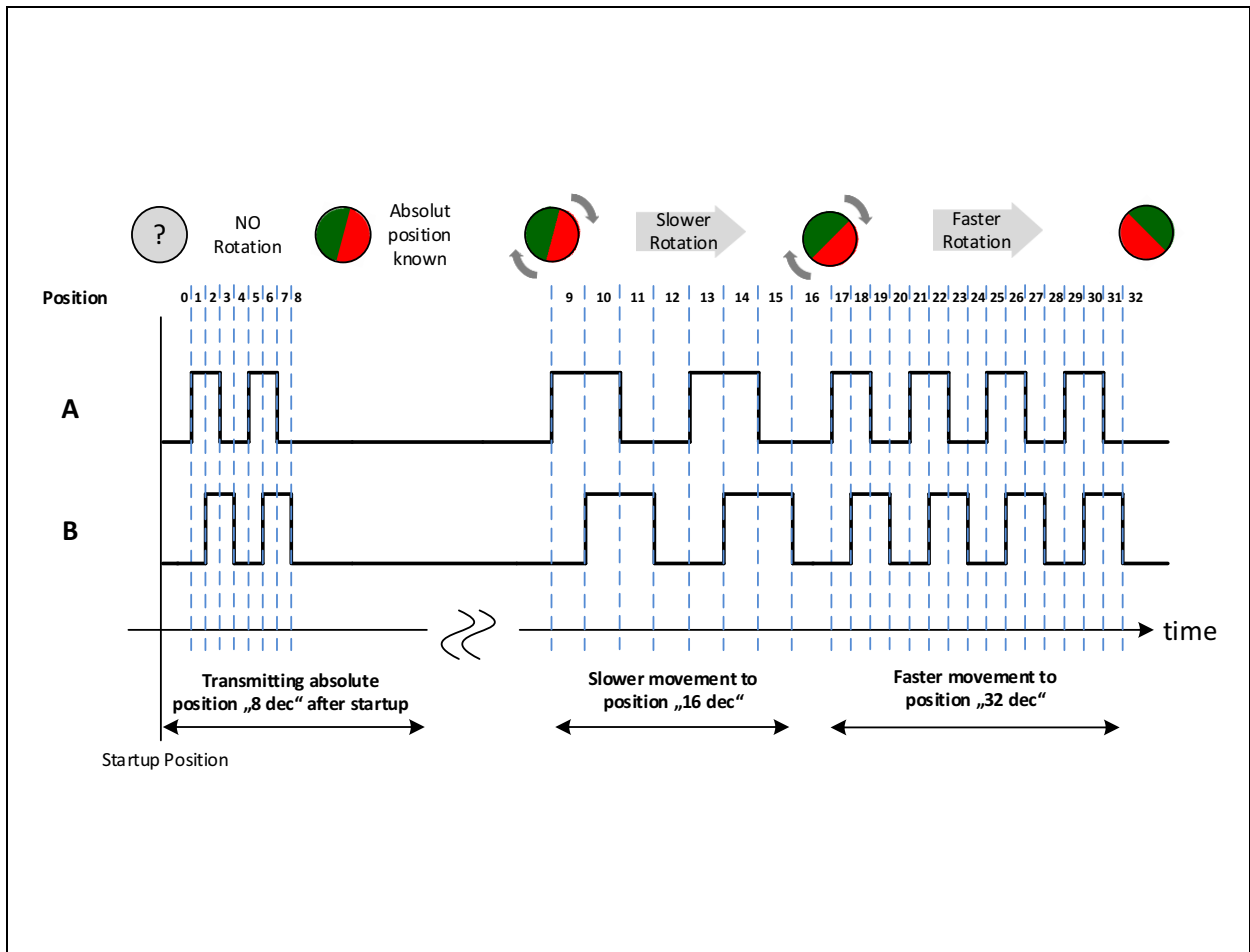 ?
NO
Rotation
Absolut
position
known
Slower
Rotation
Faster
Rotation
Position
0 1 2 3 4 5 6 7 8 9 10 11 12 13 14 15 16 17 18 19 20 21 22 23 24 25 26 27 28 29 30 31 32
A
B
time
Transmitting absolute
position „8 dec“ after startup
Slower movement to
position „16 dec“
Faster movement to
position „32 dec“
Startup Position